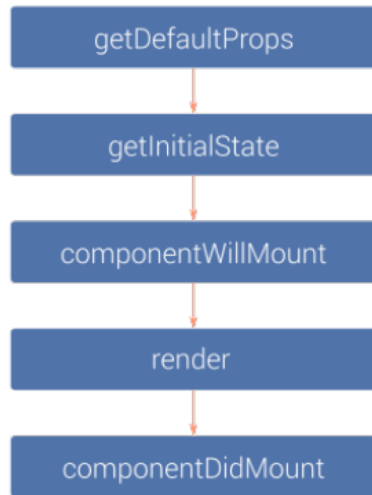 getDefaultProps
getInitialState
componentWillMount
render
componentDidMount